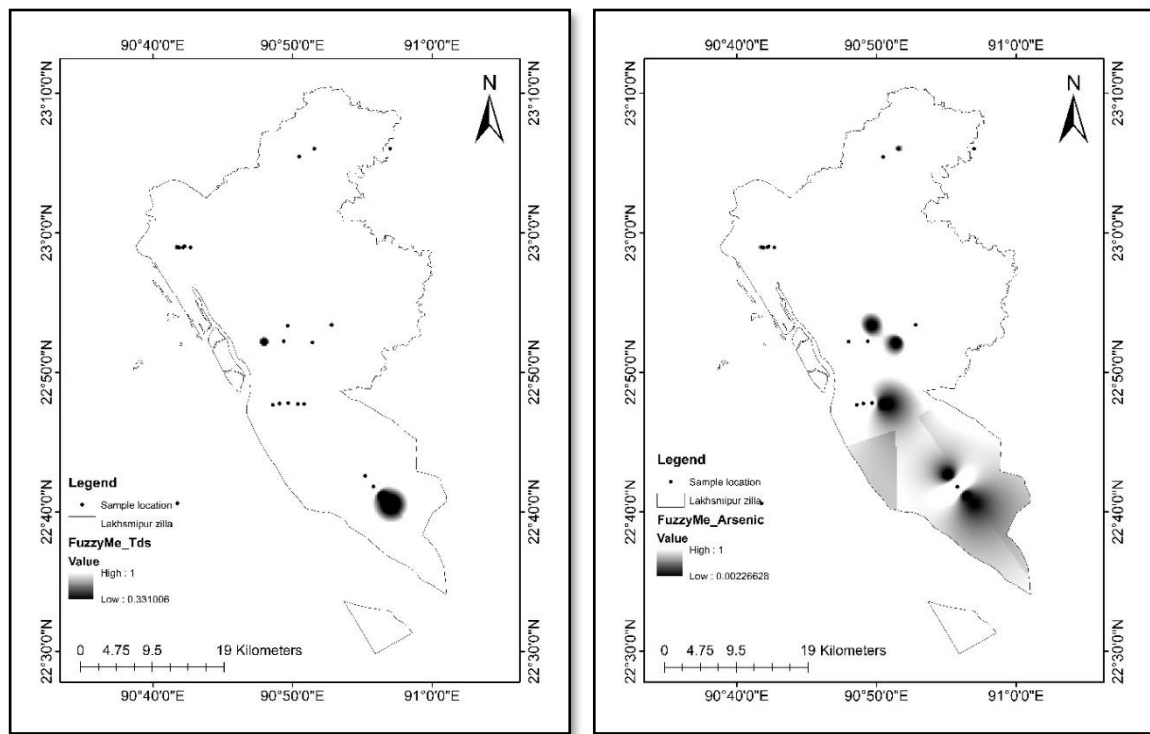 90°40'0"E 90°50'0"E 91°0'0"E
N
23°10'0"N 23°10'0"N
23°0'0"N 23°0'0"N
22°50'0"N 22°50'0"N
22°40'0"N 22°40'0"N
22°30'0"N 22°30'0"N
Legend
Sample location
Lakhsmipur zilla
FuzzyMe_Tds
Value
High : 1
Low : 0.331006
0 4.75 9.5 19 Kilometers
90°40'0"E 90°50'0"E 91°0'0"E
90°40'0"E 90°50'0"E 91°0'0"E
N
23°10'0"N 23°10'0"N
23°0'0"N 23°0'0"N
22°50'0"N 22°50'0"N
22°40'0"N 22°40'0"N
22°30'0"N 22°30'0"N
Legend
Sample location
Lakhsmipur zilla
FuzzyMe_Arsenic
Value
High : 1
Low : 0.00226628
0 4.75 9.5 19 Kilometers
90°40'0"E 90°50'0"E 91°0'0"E